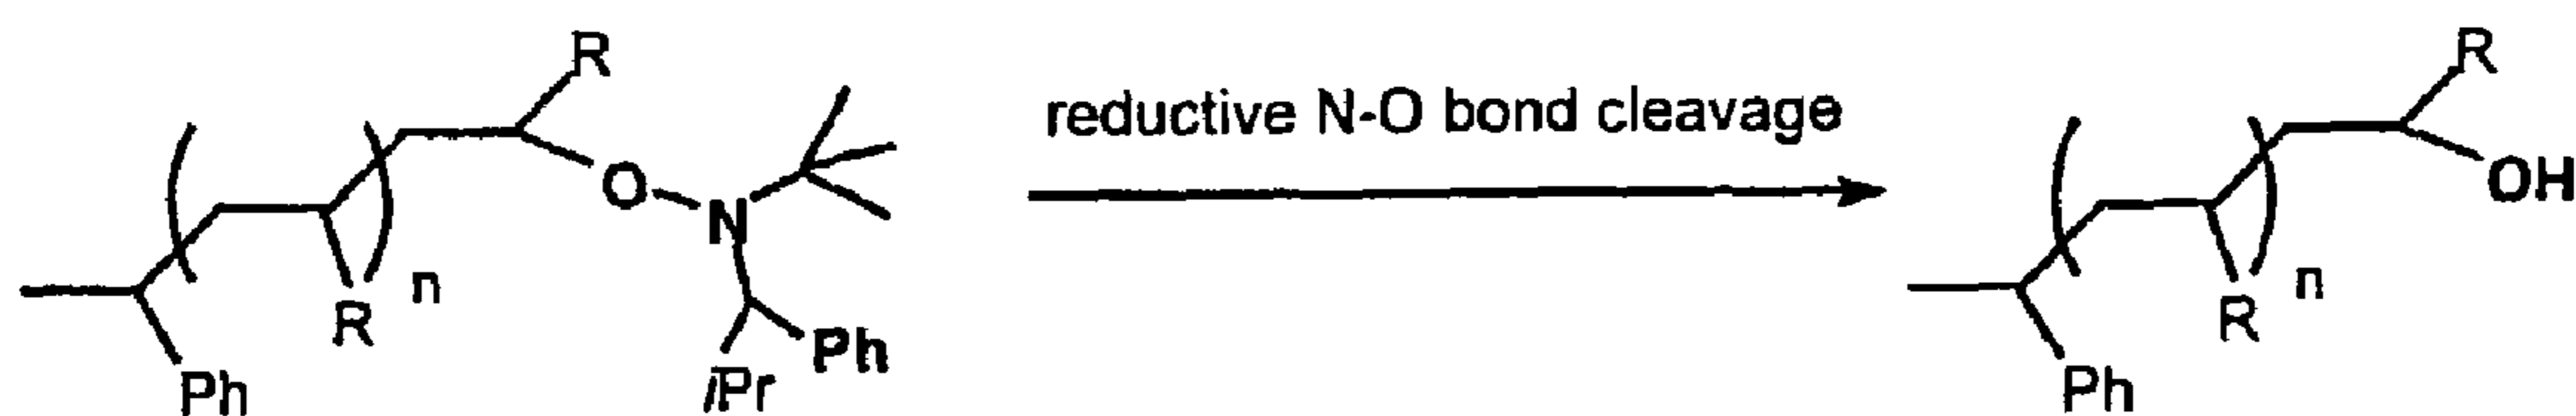 R
reductive N-O bond cleavage
R
O
N
OH
n
R
Ph
iPr
Ph
n
R
Ph